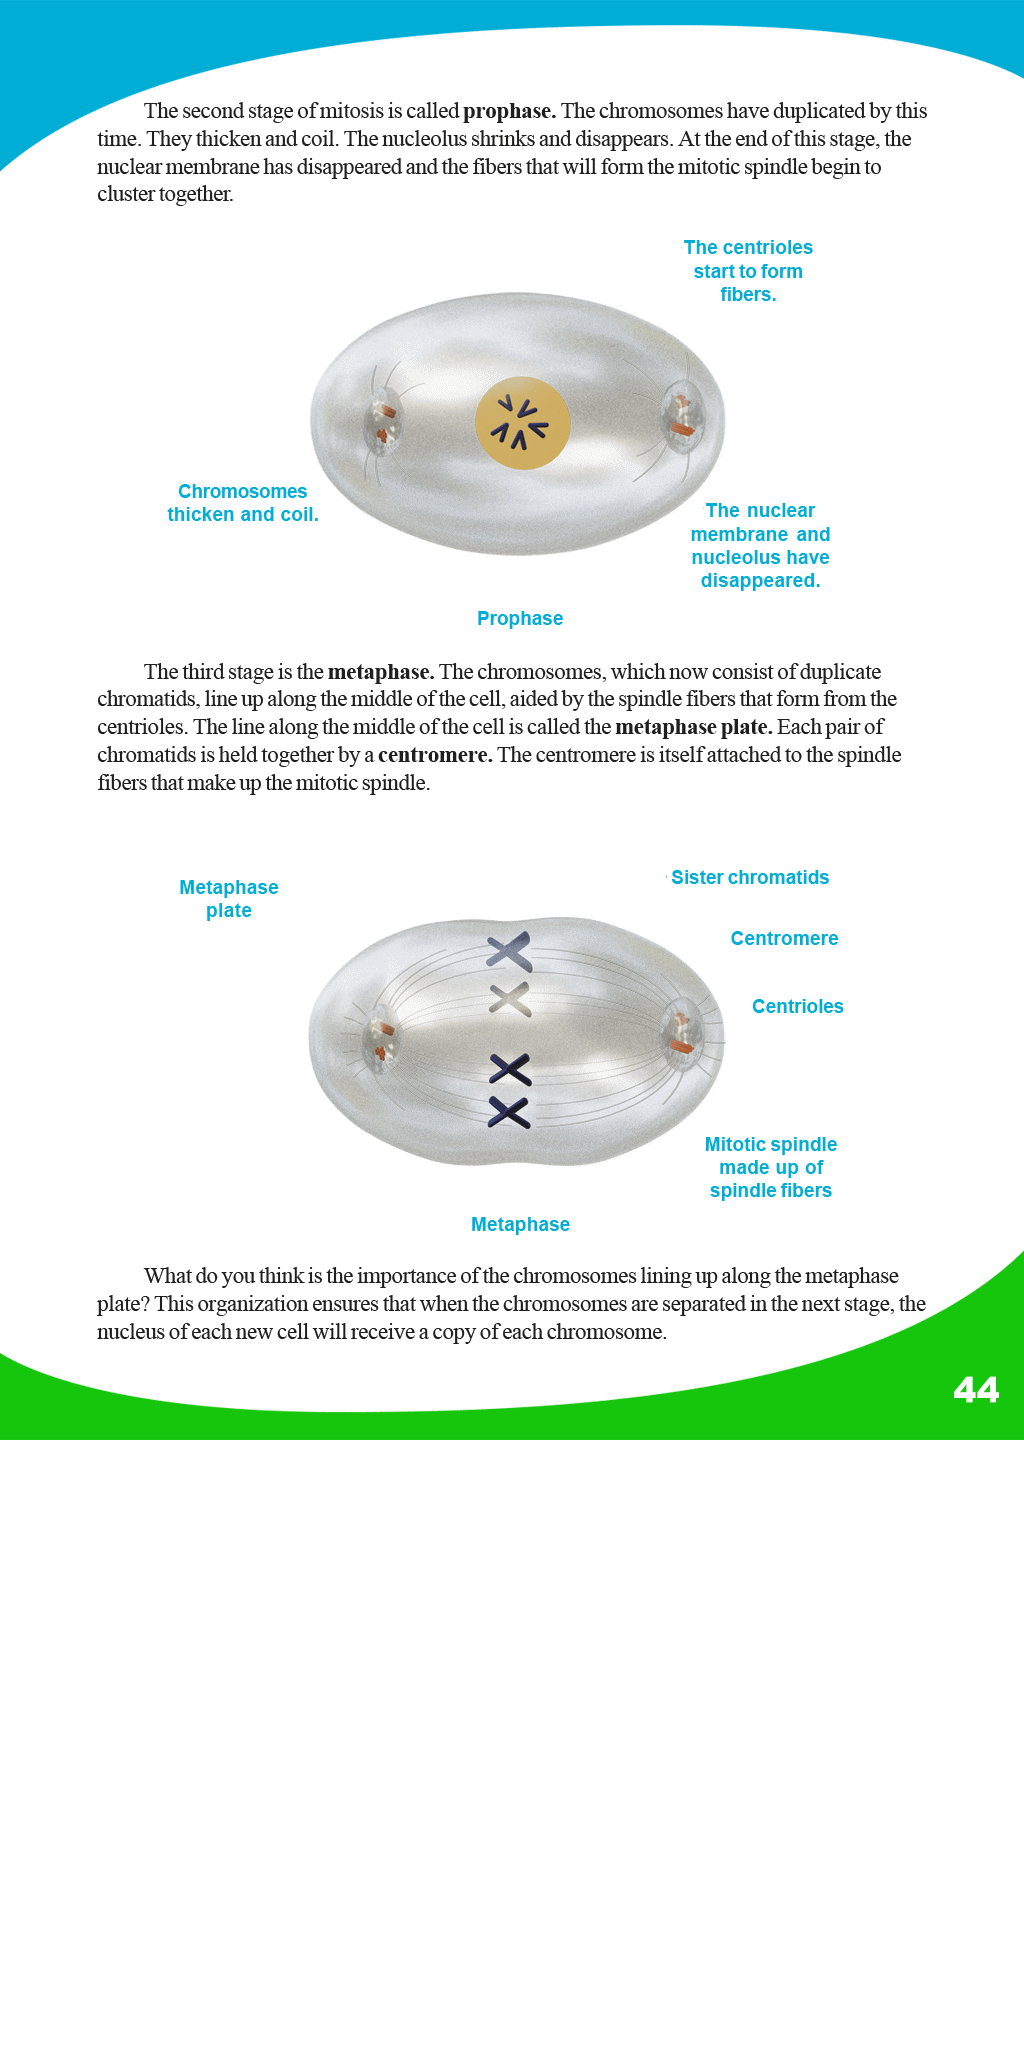 The second stage of mitosis is called prophase. The chromosomes have duplicated by this
time. They thicken and coil. The nucleolus shrinks and disappears. At the end of this stage, the
nuclear membrane has disappeared and the fibers that will form the mitotic spindle begin to
cluster together.
The centrioles
start to form
fibers.
Chromosomes
thicken and coil.
The nuclear
membrane and
nucleolus have
disappeared.
Prophase
The third stage is the metaphase. The chromosomes, which now consist of duplicate
chromatids, line up along the middle of the cell, aided by the spindle fibers that form from the
centrioles. The line along the middle of the cell is called the metaphase plate. Each pair of
chromatids is held together by a centromere. The centromere is itself attached to the spindle
fibers that make up the mitotic spindle.
Metaphase
plate
Sister chromatids
Centromere
Centrioles
Mitotic spindle
made up of
spindle fibers
Metaphase
What do you think is the importance of the chromosomes lining up along the metaphase
plate? This organization ensures that when the chromosomes are separated in the next stage, the
nucleus of each new cell will receive a copy of each chromosome.
44